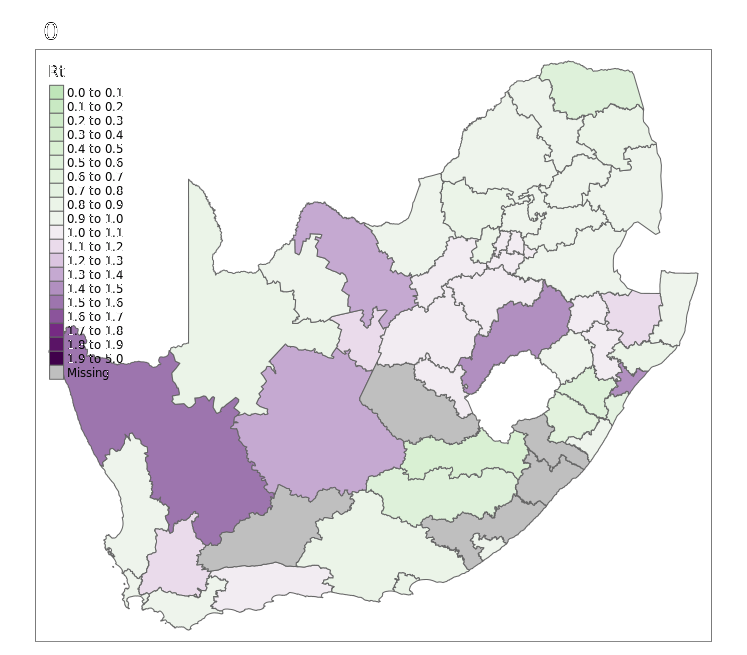 0
Rt
0.0 to 0.1
0.1 to 0.2
0.2 to 0.3
0.3 to 0.4
0.4 to 0.5
0.5 to 0.6
0.6 to 0.7
0.7 to 0.8
0.8 to 0.9
0.9 to 1.0
1.0 to 1.1
1.1 to 1.2
1.2 to 1.3
1.3 to 1.4
1.4 to 1.5
1.5 to 1.6
1.6 to 1.7
1.7 to 1.8
1.8 to 1.9
1.9 to 5.0
Missing